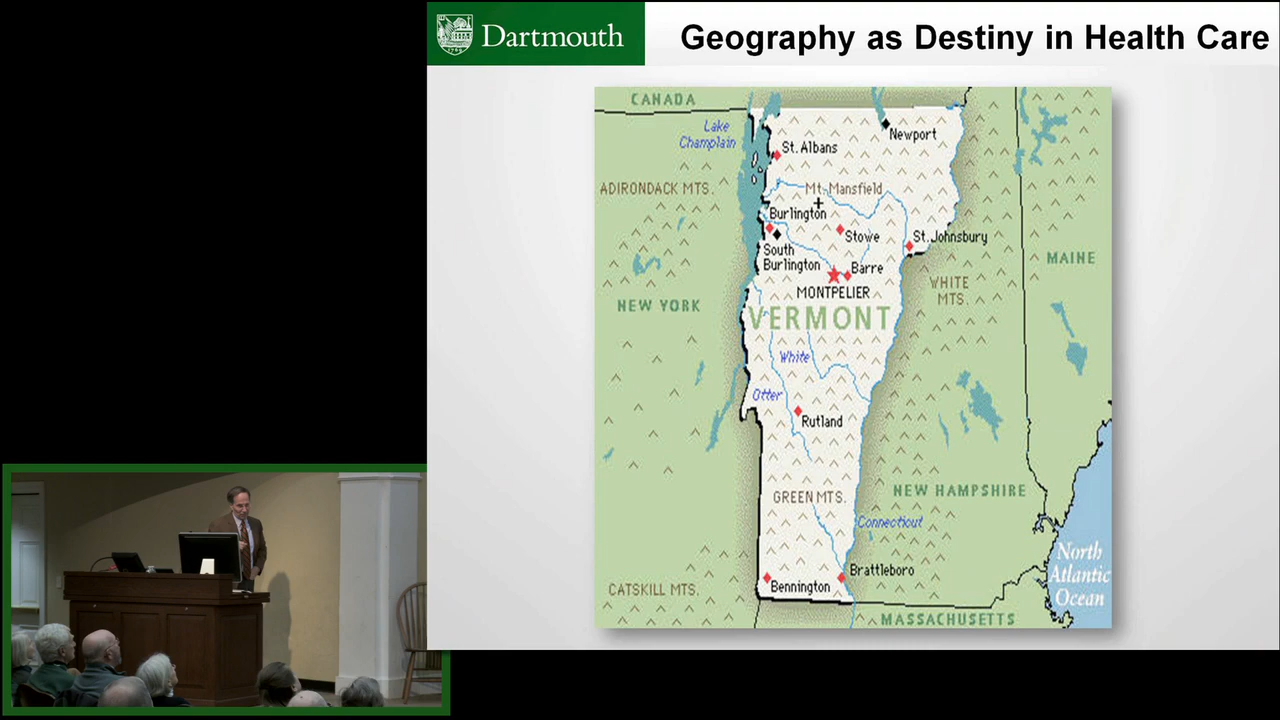 Dartmouth
Geography as Destiny in Health Care
CANADA
Lake
Champlain
Newport
St. Albans
ADIRONDACK MTS.
Mt. Mansfield
Burlington
Stowe
St. Johnsbury
South
Burlington
Barre
MAINE
MONTPELIER
WHITE
MTS.
NEW YORK
VERMONT
White
Otter
Rutland
GREEN MTS.
NEW HAMPSHIRE
Connecticut
North
Atlantic
Ocean
Brattleboro
Bennington
CATSKILL MTS.
MASSACHUSETTS